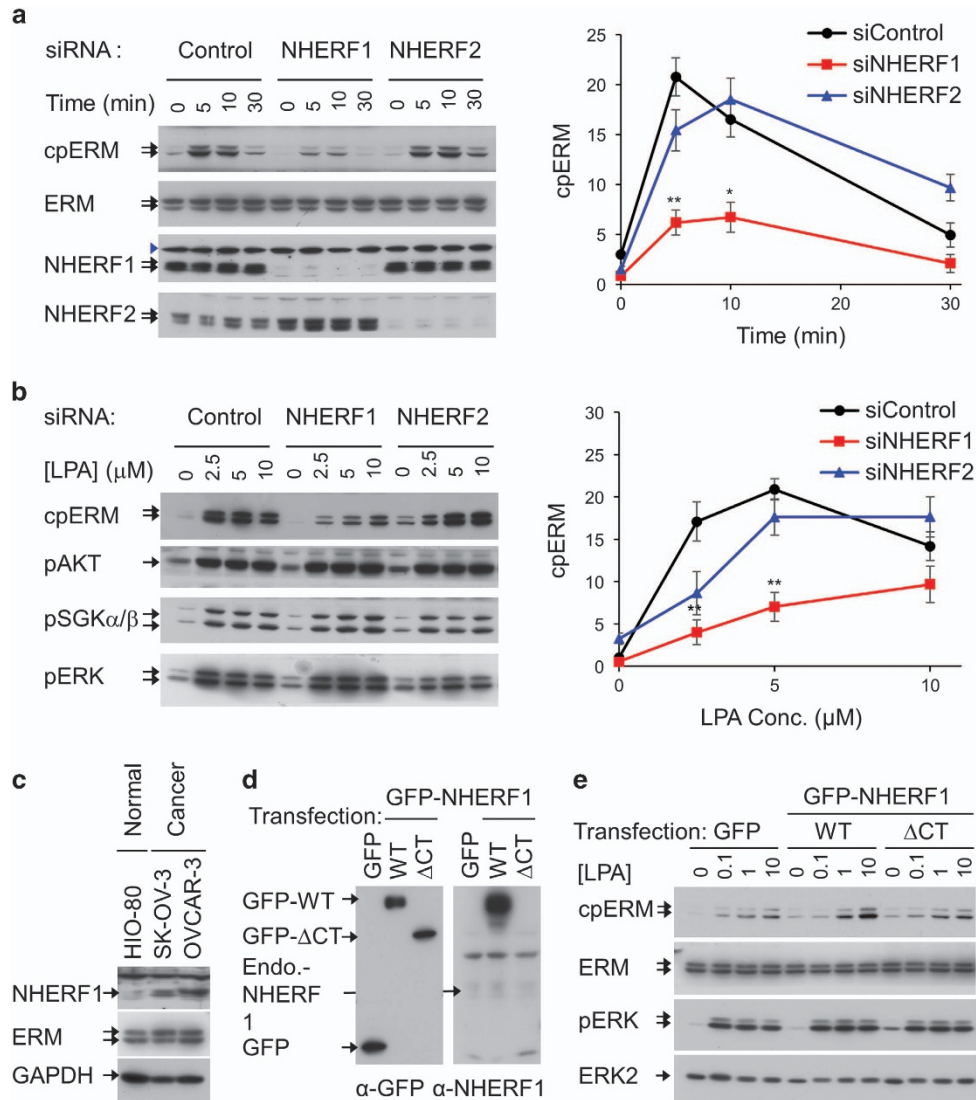 a
siRNA : Control NHERF1 NHERF2
Time (min) 0 5 10 30 0 5 10 30 0 5 10 30
cpERM
ERM
NHERF1
NHERF2
cpERM
25
20
15
10
5
0
** *
0 10 20 30
Time (min)
siControl
siNHERF1
siNHERF2
b
siRNA: Control NHERF1 NHERF2
[LPA] (μM) 0 2.5 5 10 0 2.5 5 10 0 2.5 5 10
cpERM
pAKT
pSGKα/β
pERK
cpERM
30
25
20
15
10
5
0
** **
0 5 10
LPA Conc. (μM)
siControl
siNHERF1
siNHERF2
c
Normal Cancer
HIO-80 SK-OV-3 OVCAR-3
NHERF1
ERM
GAPDH
d
GFP-NHERF1
Transfection:
GFP WT ΔCT GFP WT ΔCT
GFP-WT
GFP-ΔCT
Endo.-
NHERF
1
GFP
α-GFP α-NHERF1
e
GFP-NHERF1
Transfection: GFP WT ΔCT
[LPA] 0 0.1 1 10 0 0.1 1 10 0 0.1 1 10
cpERM
ERM
pERK
ERK2